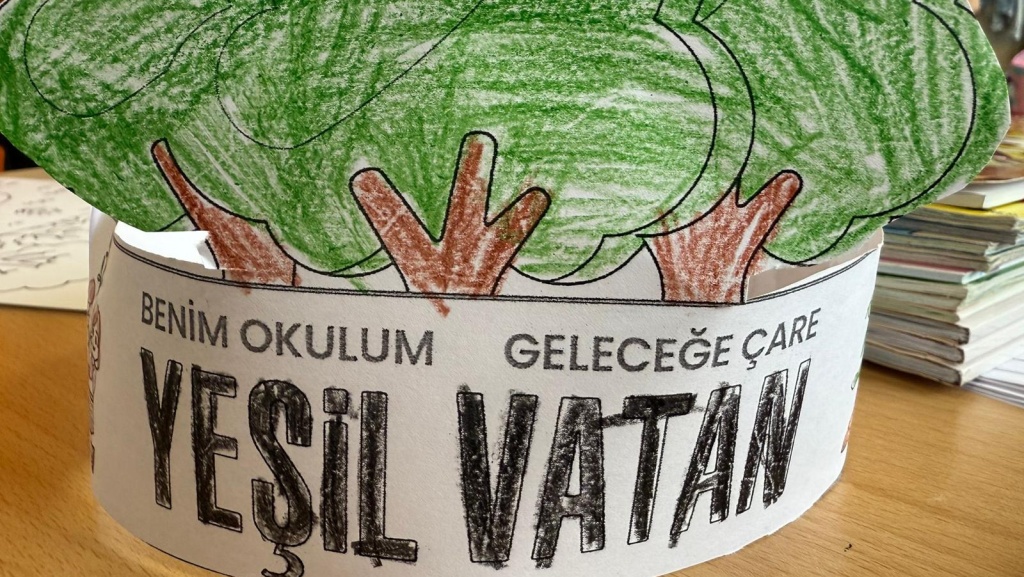 BENİM OKULUM GELECEĞE ÇARE
YEŞİL VATAN